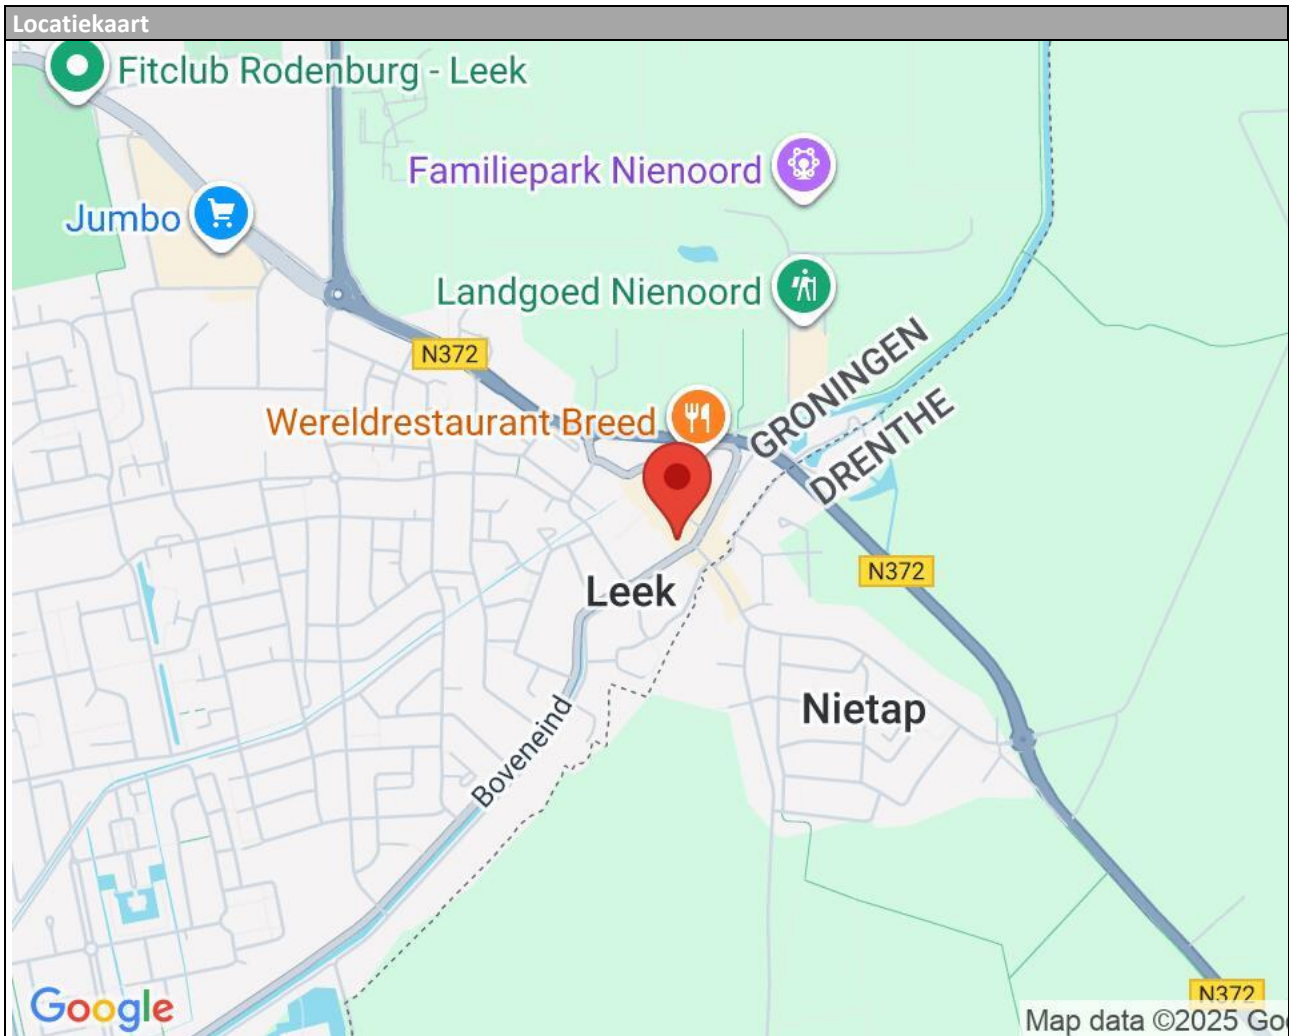 Locatiekaart
Fitclub Rodenburg - Leek
Familiepark Nienoord
Jumbo
Landgoed Nienoord
GRONINGEN
N372
DRENTHE
Wereldrestaurant Breed
N372
Leek
Nietap
Boveneind
N372
Google
Map data ©2025 Goo